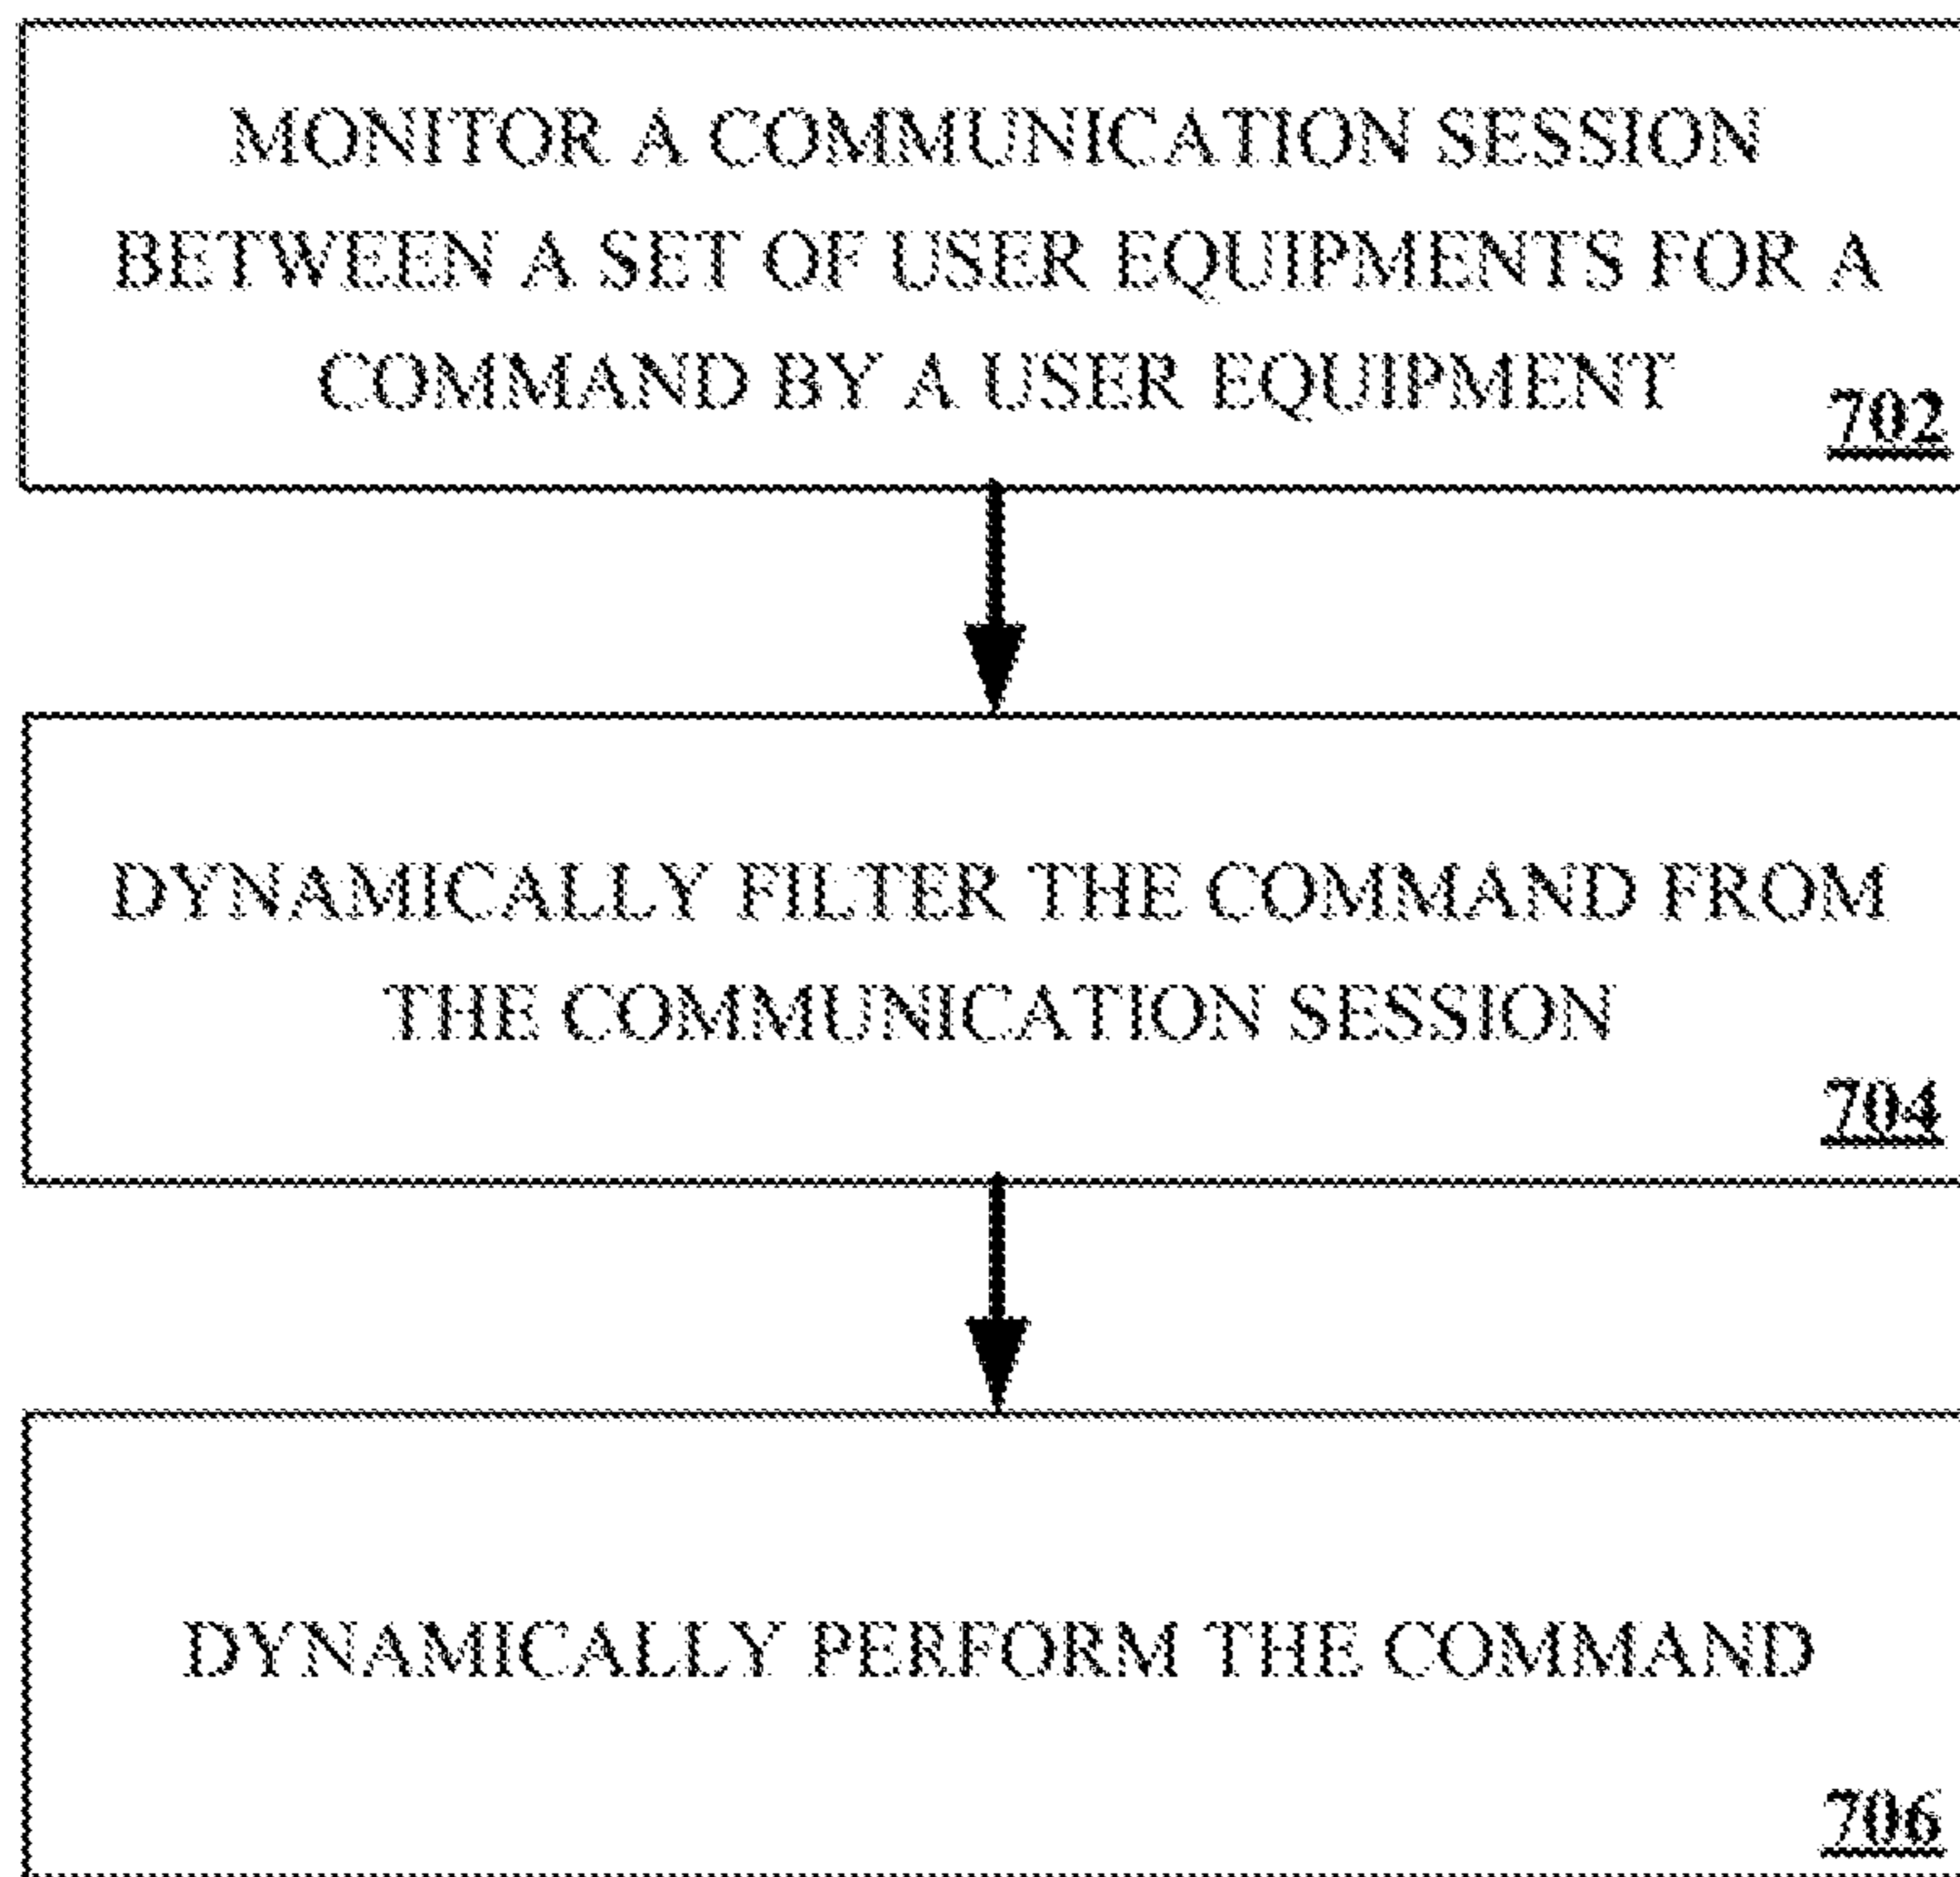 MONITOR A COMMUNICATION SESSION
BETWEEN A SET OF USER EQUIPMENTS FOR A
COMMAND BY A USER EQUIPMENT
702
DYNAMICALLY FILTER THE COMMAND FROM
THE COMMUNICATION SESSION
704
DYNAMICALLY PERFORM THE COMMAND
706